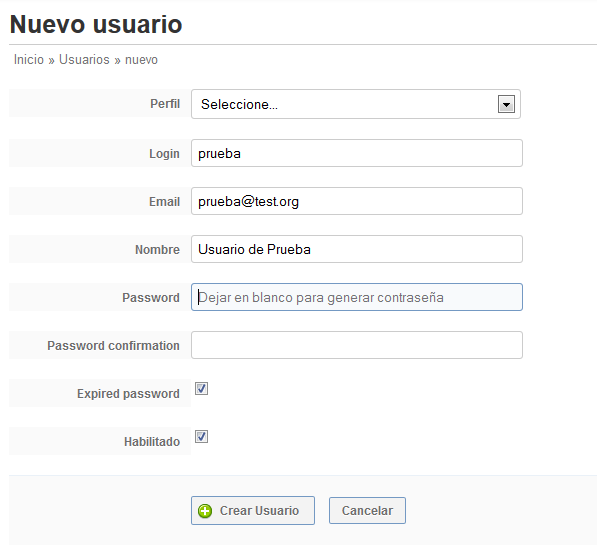 Nuevo usuario
Inicio » Usuarios » nuevo
Perfil Seleccione...
Login prueba
Email prueba@test.org
Nombre Usuario de Prueba
Password Dejar en blanco para generar contraseña
Password confirmation
Expired password
Habilitado
Crear Usuario Cancelar